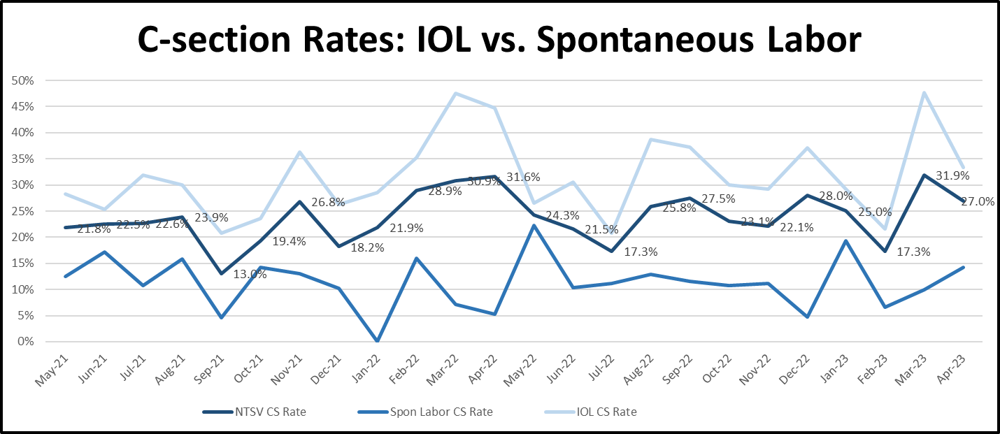 C-section Rates: IOL vs. Spontaneous Labor
50%
45%
40%
35%
30%
25%
20%
15%
10%
5%
0%
21.8%
22.5%
22.6%
23.9%
13.0%
19.4%
26.8%
18.2%
21.9%
28.9%
30.9%
31.6%
24.3%
21.5%
17.3%
25.8%
27.5%
23.1%
22.1%
28.0%
25.0%
17.3%
31.9%
27.0%
May-21
Jun-21
Jul-21
Aug-21
Sep-21
Oct-21
Nov-21
Dec-21
Jan-22
Feb-22
Mar-22
Apr-22
May-22
Jun-22
Jul-22
Aug-22
Sep-22
Oct-22
Nov-22
Dec-22
Jan-23
Feb-23
Mar-23
Apr-23
NTSV CS Rate
Spon Labor CS Rate
IOL CS Rate